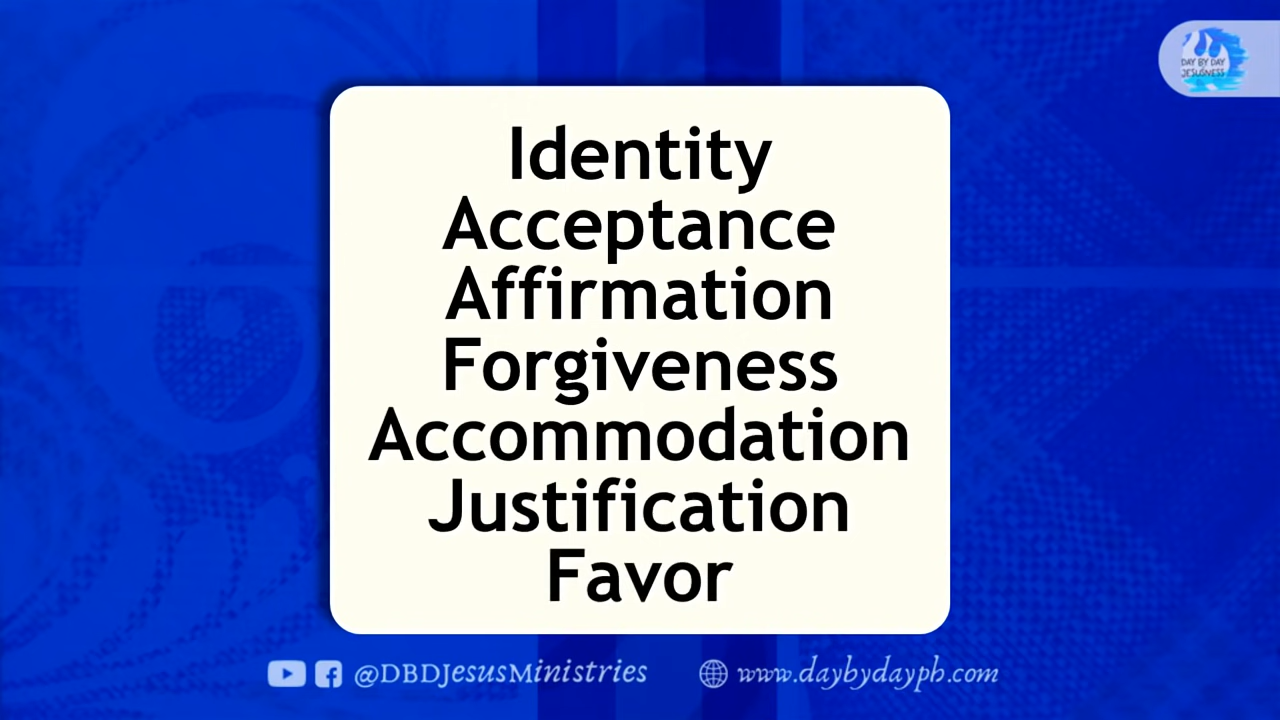 DAY BY DAY
JESUSNESS
Identity
Acceptance
Affirmation
Forgiveness
Accommodation
Justification
Favor
@DBDJesusMinistries
www.daybydayph.com